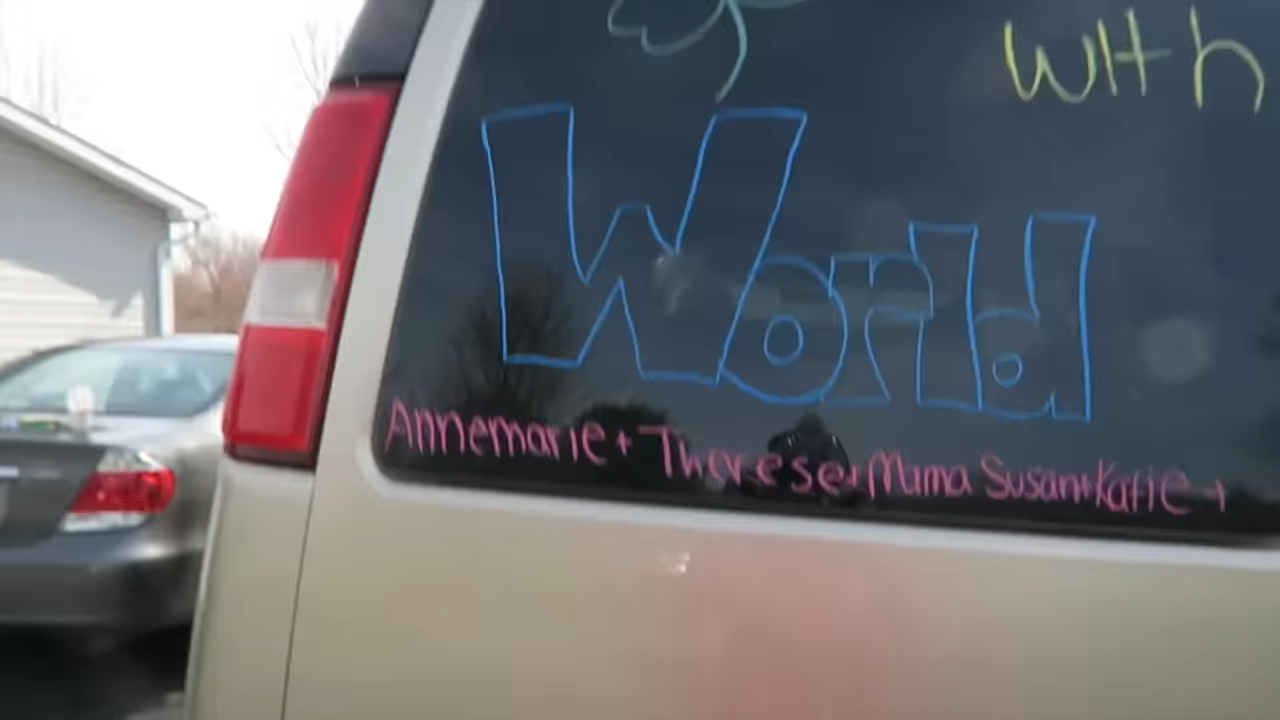 with
World
Annemarie + Therese + Mama Susan + Katie +